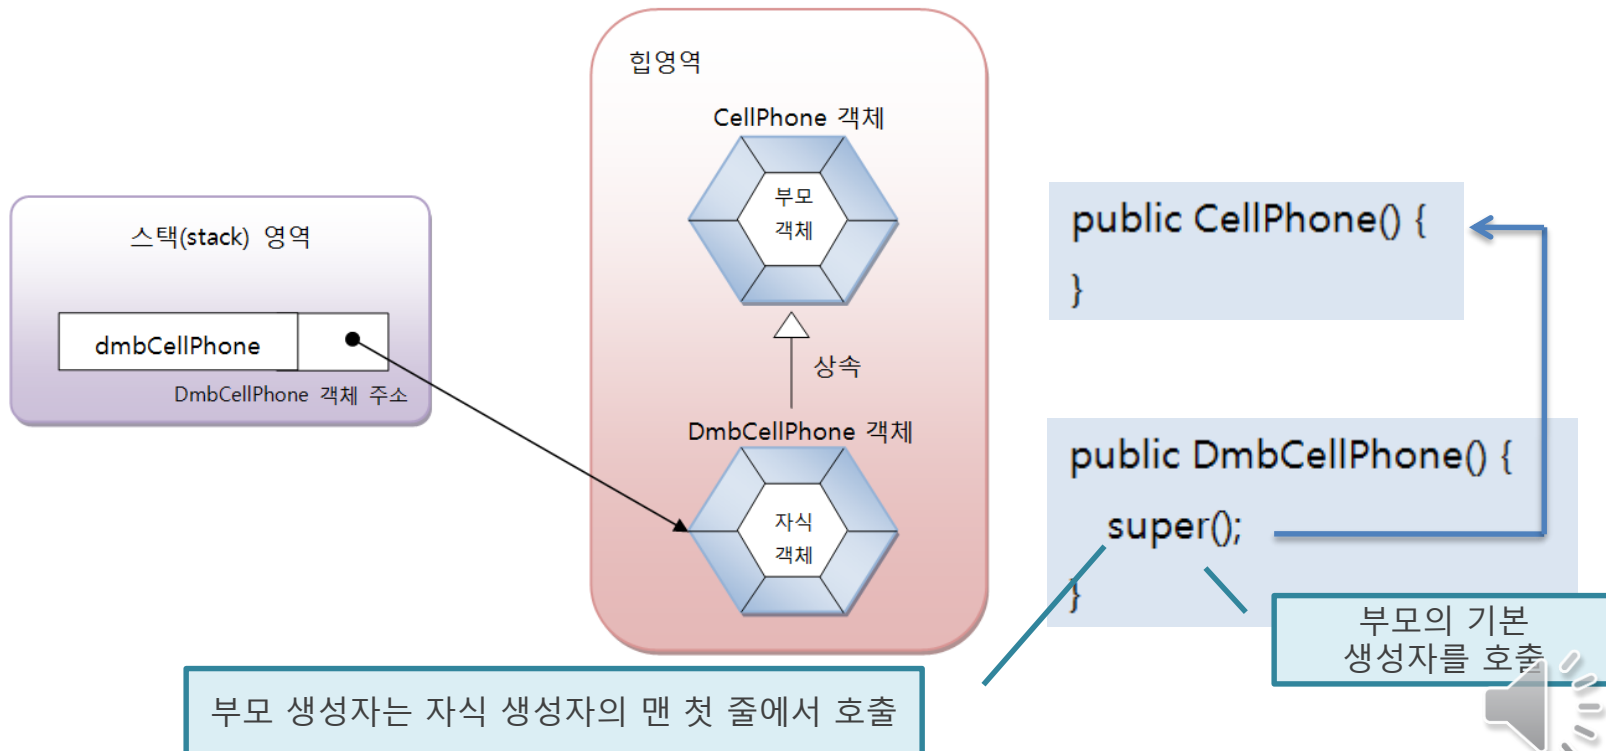 힙영역
CellPhone 객체
부모
객체
상속
DmbCellPhone 객체
자식
객체
스택(stack) 영역
dmbCellPhone
DmbCellPhone 객체 주소
public CellPhone() {
}
public DmbCellPhone() {
super();
}
부모의 기본
생성자를 호출
부모 생성자는 자식 생성자의 맨 첫 줄에서 호출